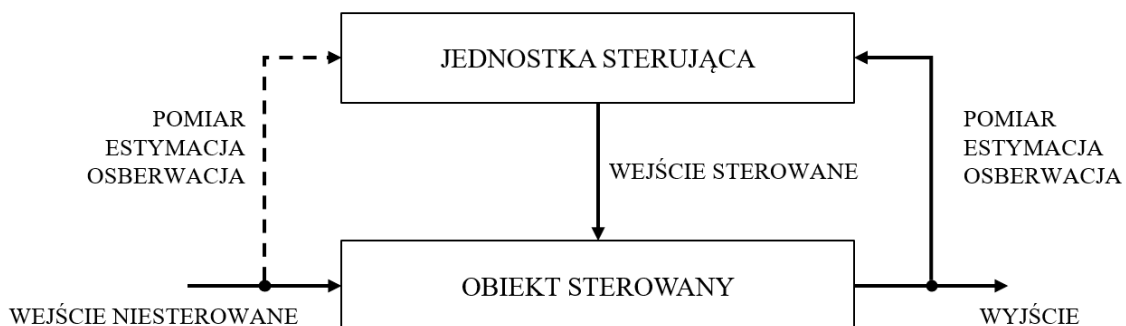 JEDNOSTKA STERUJĄCA
POMIAR
ESTYMACJA
OSBERWACJA
WEJŚCIE STEROWANE
POMIAR
ESTYMACJA
OSBERWACJA
OBIEKT STEROWANY
WEJŚCIE NIESTEROWANE
WYJŚCIE